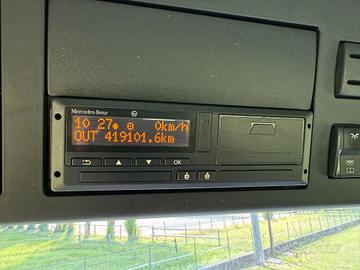 Mercedes-Benz
10 27 0km/h
OUT 419101.6km
OK